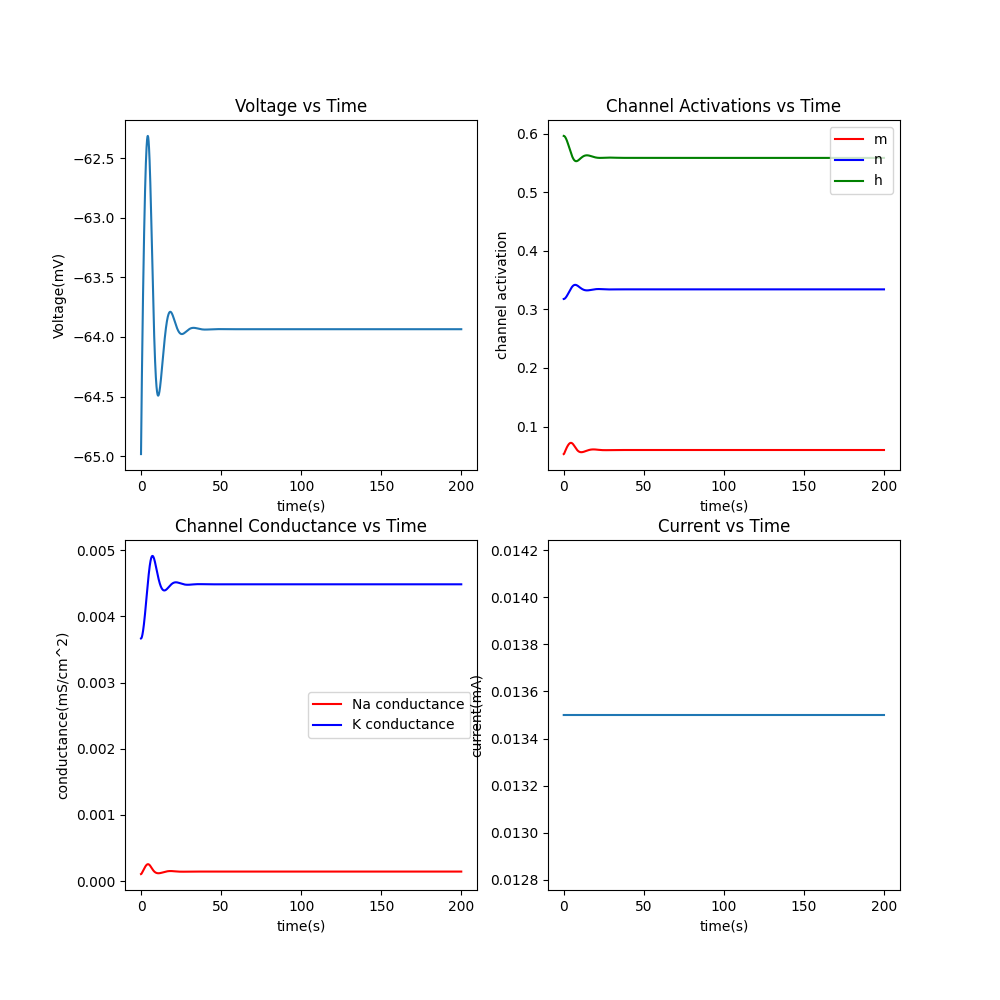 Voltage vs Time
Voltage(mV)
−62.5
−63.0
−63.5
−64.0
−64.5
−65.0
0 50 100 150 200
time(s)
Channel Activations vs Time
channel activation
0.6
0.5
0.4
0.3
0.2
0.1
m
n
h
0 50 100 150 200
time(s)
Channel Conductance vs Time
conductance(mS/cm^2)
0.005
0.004
0.003
0.002
0.001
0.000
Na conductance
K conductance
0 50 100 150 200
time(s)
Current vs Time
current(mA)
0.0142
0.0140
0.0138
0.0136
0.0134
0.0132
0.0130
0.0128
0 50 100 150 200
time(s)